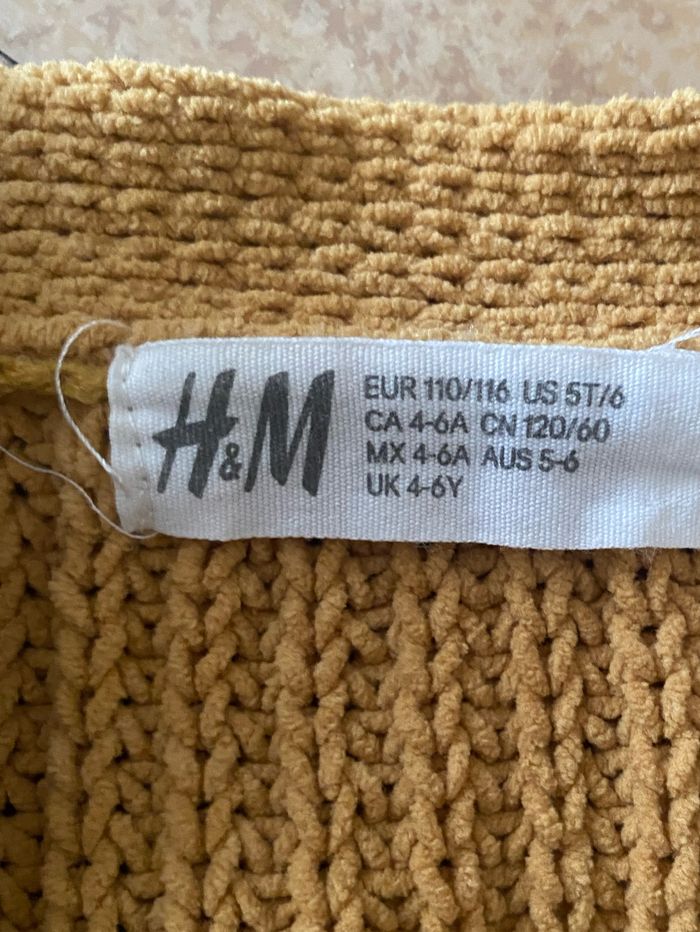 H&M
EUR 110/116 US 5T/6
CA 4-6A CN 120/60
MX 4-6A AUS 5-6
UK 4-6Y